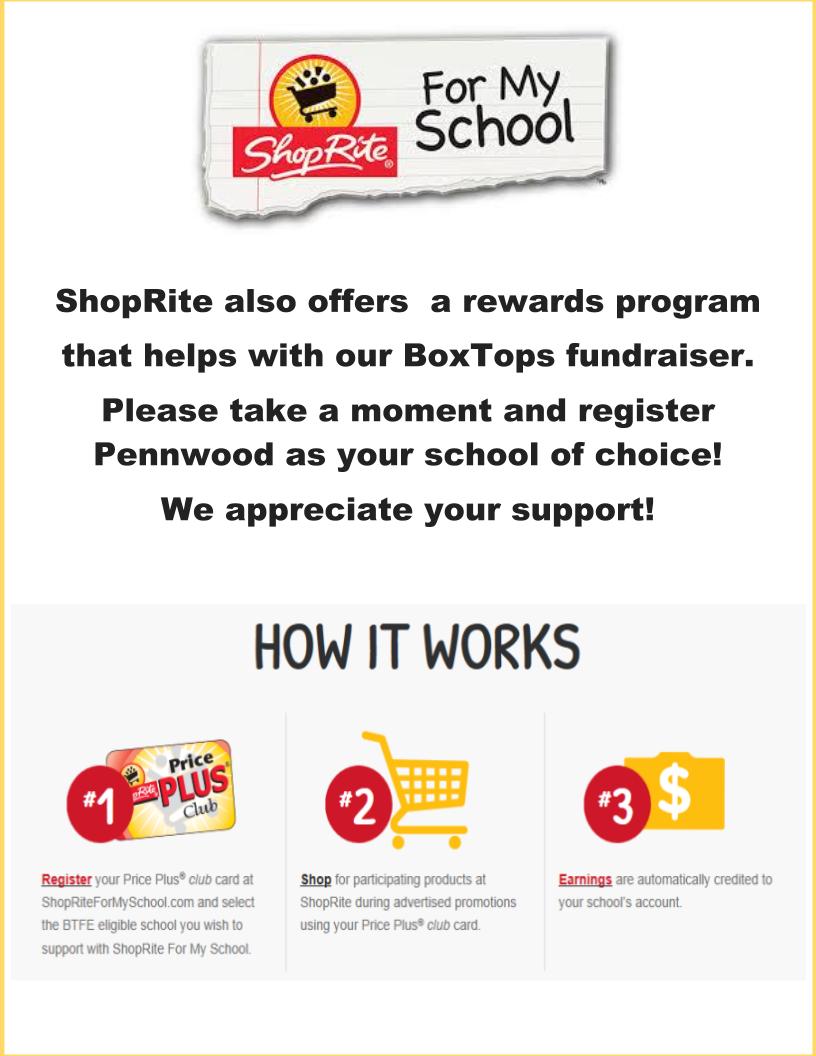 For My
School
ShopRite®
™
ShopRite also offers  a rewards program
that helps with our BoxTops fundraiser.
Please take a moment and register
Pennwood as your school of choice!
We appreciate your support!
HOW IT WORKS
#1
Price
PLUS®
Club
ShopRite
Register your Price Plus® club card at
ShopRiteForMySchool.com and select
the BTFE eligible school you wish to
support with ShopRite For My School.
#2
Shop for participating products at
ShopRite during advertised promotions
using your Price Plus® club card.
#3
$
Earnings are automatically credited to
your school's account.